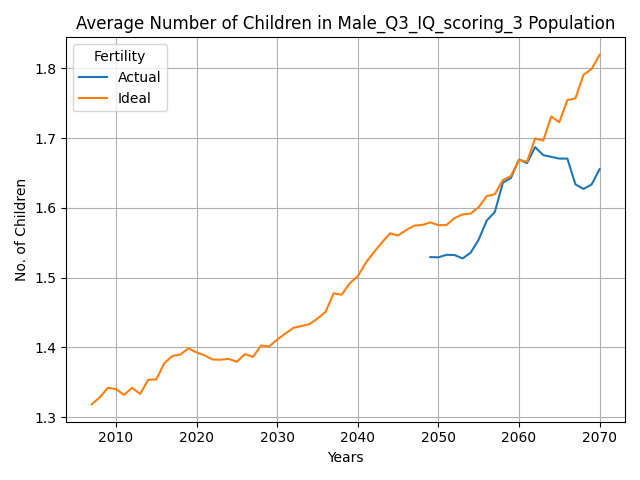 Average Number of Children in Male_Q3_IQ_scoring_3 Population
Fertility
Actual
Ideal
No. of Children
1.8
1.7
1.6
1.5
1.4
1.3
2010 2020 2030 2040 2050 2060 2070
Years